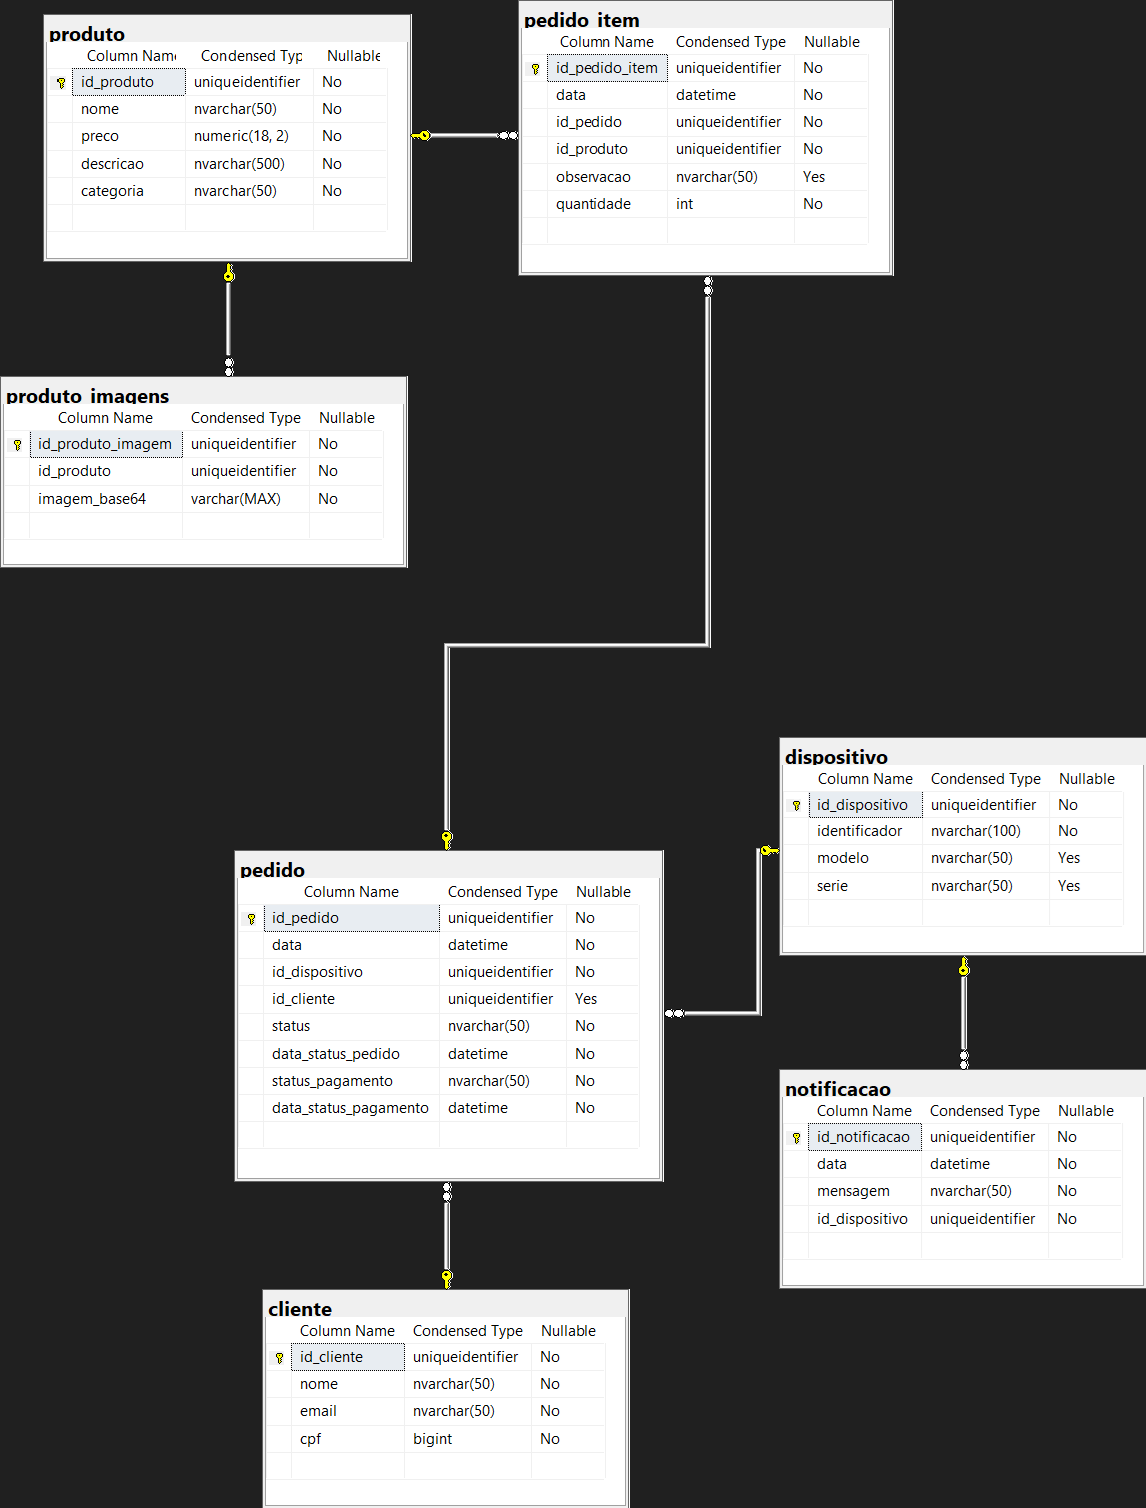 produto
Column Name Condensed Typ Nullable
id_produto uniqueidentifier No
nome nvarchar(50) No
preco numeric(18, 2) No
descricao nvarchar(500) No
categoria nvarchar(50) No
pedido_item
Column Name Condensed Type Nullable
id_pedido_item uniqueidentifier No
data datetime No
id_pedido uniqueidentifier No
id_produto uniqueidentifier No
observacao nvarchar(50) Yes
quantidade int No
produto_imagens
Column Name Condensed Type Nullable
id_produto_imagem uniqueidentifier No
id_produto uniqueidentifier No
imagem_base64 varchar(MAX) No
dispositivo
Column Name Condensed Type Nullable
id_dispositivo uniqueidentifier No
identificador nvarchar(100) No
modelo nvarchar(50) Yes
serie nvarchar(50) Yes
pedido
Column Name Condensed Type Nullable
id_pedido uniqueidentifier No
data datetime No
id_dispositivo uniqueidentifier No
id_cliente uniqueidentifier Yes
status nvarchar(50) No
data_status_pedido datetime No
status_pagamento nvarchar(50) No
data_status_pagamento datetime No
notificacao
Column Name Condensed Type Nullable
id_notificacao uniqueidentifier No
data datetime No
mensagem nvarchar(50) No
id_dispositivo uniqueidentifier No
cliente
Column Name Condensed Type Nullable
id_cliente uniqueidentifier No
nome nvarchar(50) No
email nvarchar(50) No
cpf bigint No